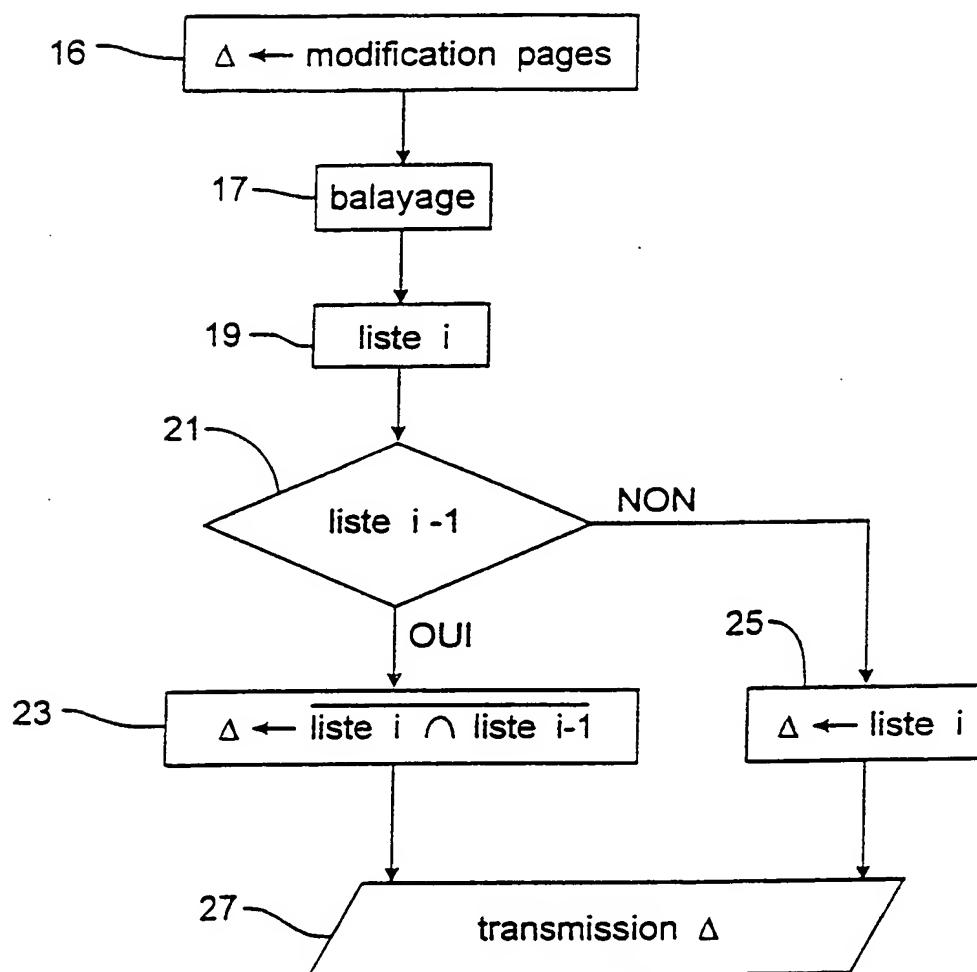 16
Δ ← modification pages
17
balayage
19
liste i
21
liste i -1
NON
OUI
25
23
Δ ← \overline{liste i ∩ liste i-1}
Δ ← liste i
27
transmission Δ